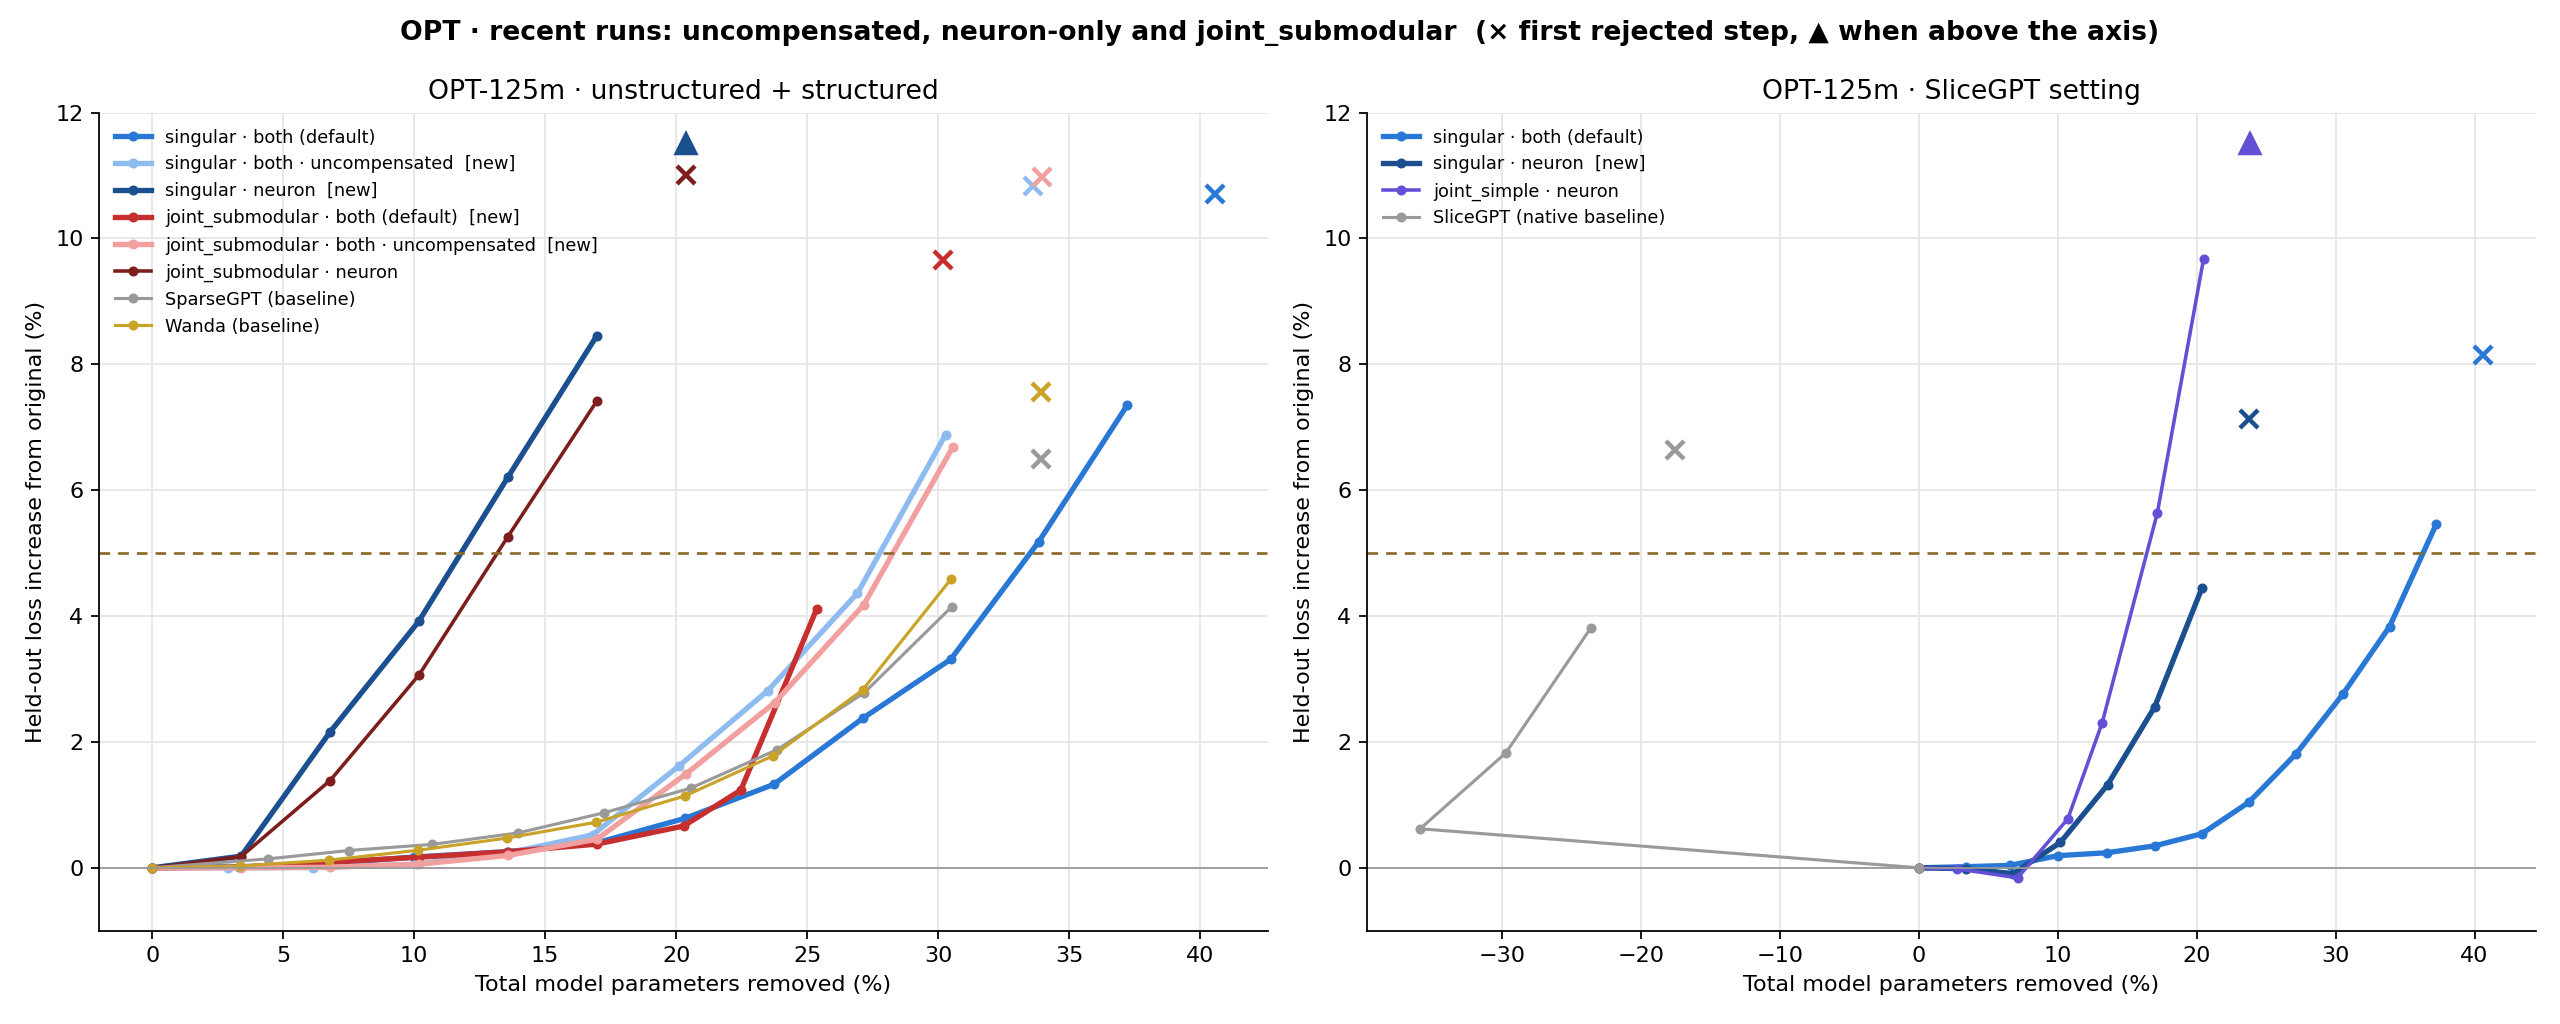 OPT · recent runs: uncompensated, neuron-only and joint_submodular  (× first rejected step, ▲ when above the axis)
OPT-125m · unstructured + structured
12
10
8
6
4
2
0
Held-out loss increase from original (%)
singular · both (default)
singular · both · uncompensated  [new]
singular · neuron  [new]
joint_submodular · both (default)  [new]
joint_submodular · both · uncompensated  [new]
joint_submodular · neuron
SparseGPT (baseline)
Wanda (baseline)
0 5 10 15 20 25 30 35 40
Total model parameters removed (%)
OPT-125m · SliceGPT setting
12
10
8
6
4
2
0
Held-out loss increase from original (%)
singular · both (default)
singular · neuron  [new]
joint_simple · neuron
SliceGPT (native baseline)
−30 −20 −10 0 10 20 30 40
Total model parameters removed (%)